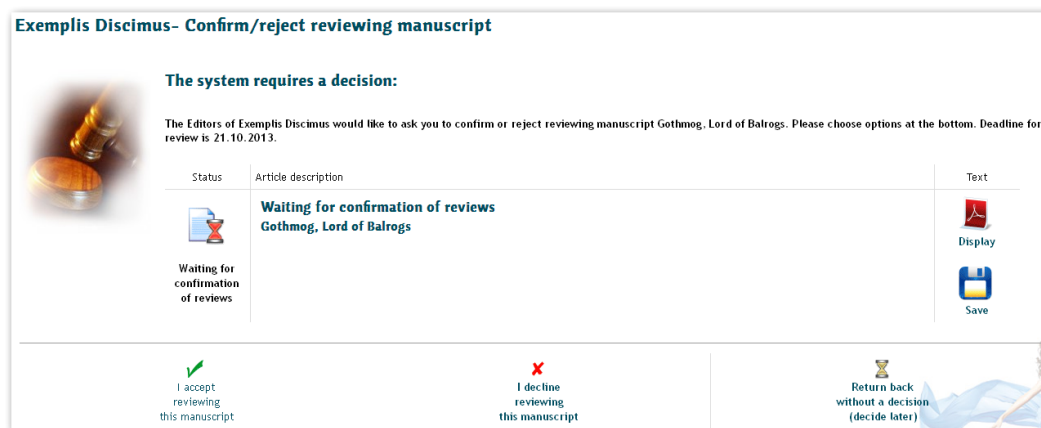 Exemplis Discimus- Confirm/reject reviewing manuscript
The system requires a decision:
The Editors of Exemplis Discimus would like to ask you to confirm or reject reviewing manuscript Gothmog, Lord of Balrogs. Please choose options at the bottom. Deadline for
review is 21.10.2013.
Status Article description Text
Waiting for confirmation of reviews
Gothmog, Lord of Balrogs
Display
Waiting for
confirmation
of reviews
Save
I accept
reviewing
this manuscript
I decline
reviewing
this manuscript
Return back
without a decision
(decide later)